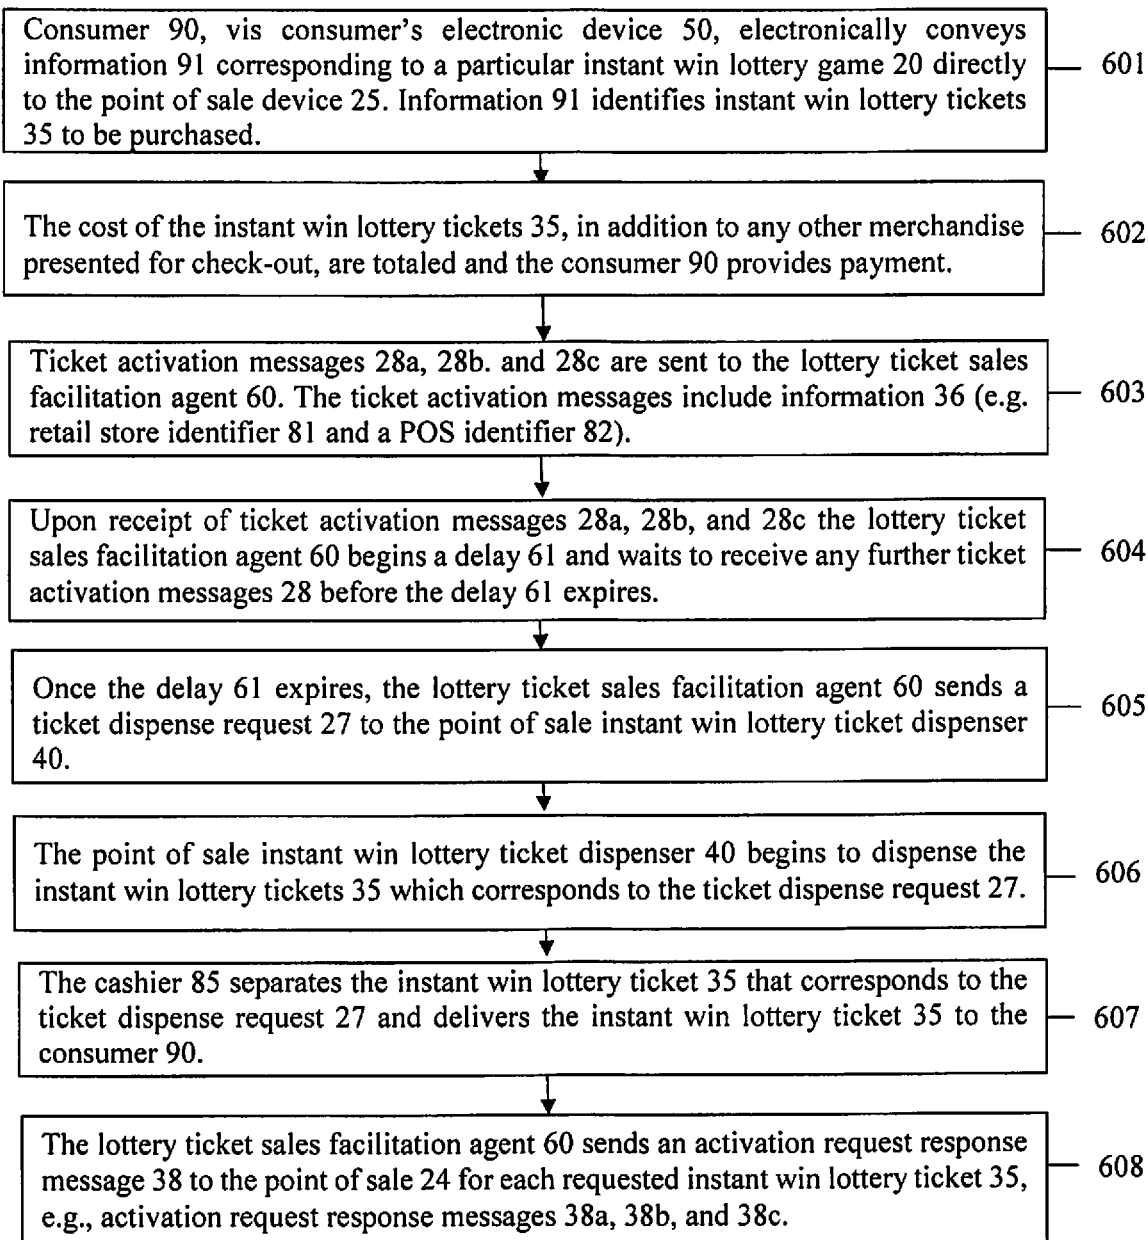 Consumer 90, vis consumer's electronic device 50, electronically conveys
information 91 corresponding to a particular instant win lottery game 20 directly
to the point of sale device 25. Information 91 identifies instant win lottery tickets
35 to be purchased.
601
The cost of the instant win lottery tickets 35, in addition to any other merchandise
presented for check-out, are totaled and the consumer 90 provides payment.
602
Ticket activation messages 28a, 28b. and 28c are sent to the lottery ticket sales
facilitation agent 60. The ticket activation messages include information 36 (e.g.
retail store identifier 81 and a POS identifier 82).
603
Upon receipt of ticket activation messages 28a, 28b, and 28c the lottery ticket
sales facilitation agent 60 begins a delay 61 and waits to receive any further ticket
activation messages 28 before the delay 61 expires.
604
Once the delay 61 expires, the lottery ticket sales facilitation agent 60 sends a
ticket dispense request 27 to the point of sale instant win lottery ticket dispenser
40.
605
The point of sale instant win lottery ticket dispenser 40 begins to dispense the
instant win lottery tickets 35 which corresponds to the ticket dispense request 27.
606
The cashier 85 separates the instant win lottery ticket 35 that corresponds to the
ticket dispense request 27 and delivers the instant win lottery ticket 35 to the
consumer 90.
607
The lottery ticket sales facilitation agent 60 sends an activation request response
message 38 to the point of sale 24 for each requested instant win lottery ticket 35,
e.g., activation request response messages 38a, 38b, and 38c.
608